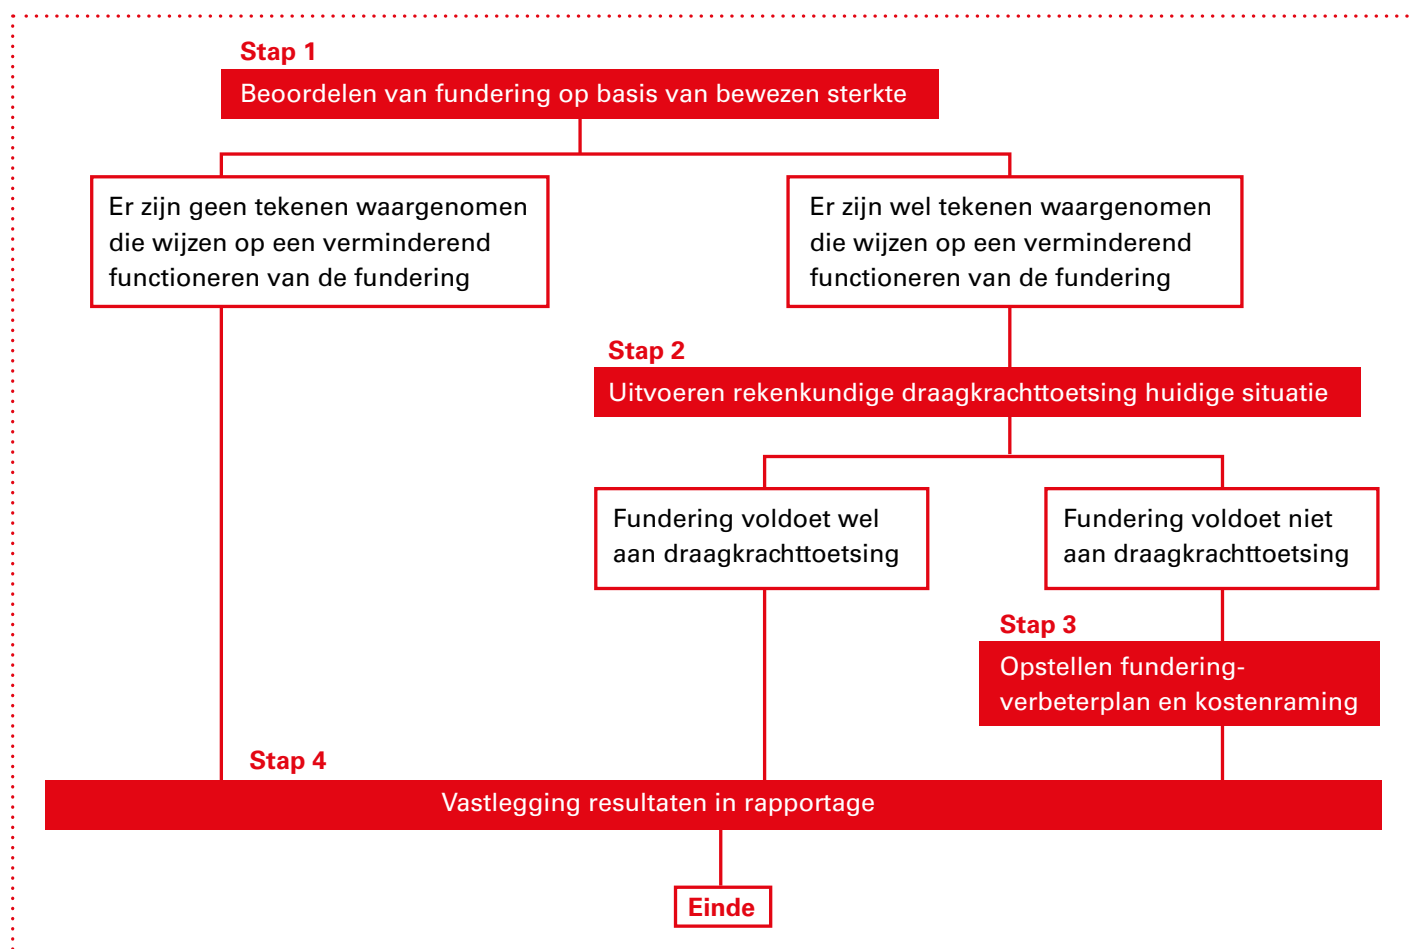 Stap 1
Beoordelen van fundering op basis van bewezen sterkte
Er zijn geen tekenen waargenomen
die wijzen op een verminderend
functioneren van de fundering
Er zijn wel tekenen waargenomen
die wijzen op een verminderend
functioneren van de fundering
Stap 2
Uitvoeren rekenkundige draagkrachttoetsing huidige situatie
Fundering voldoet wel
aan draagkrachttoetsing
Fundering voldoet niet
aan draagkrachttoetsing
Stap 3
Opstellen fundering-
verbeterplan en kostenraming
Stap 4
Vastlegging resultaten in rapportage
Einde